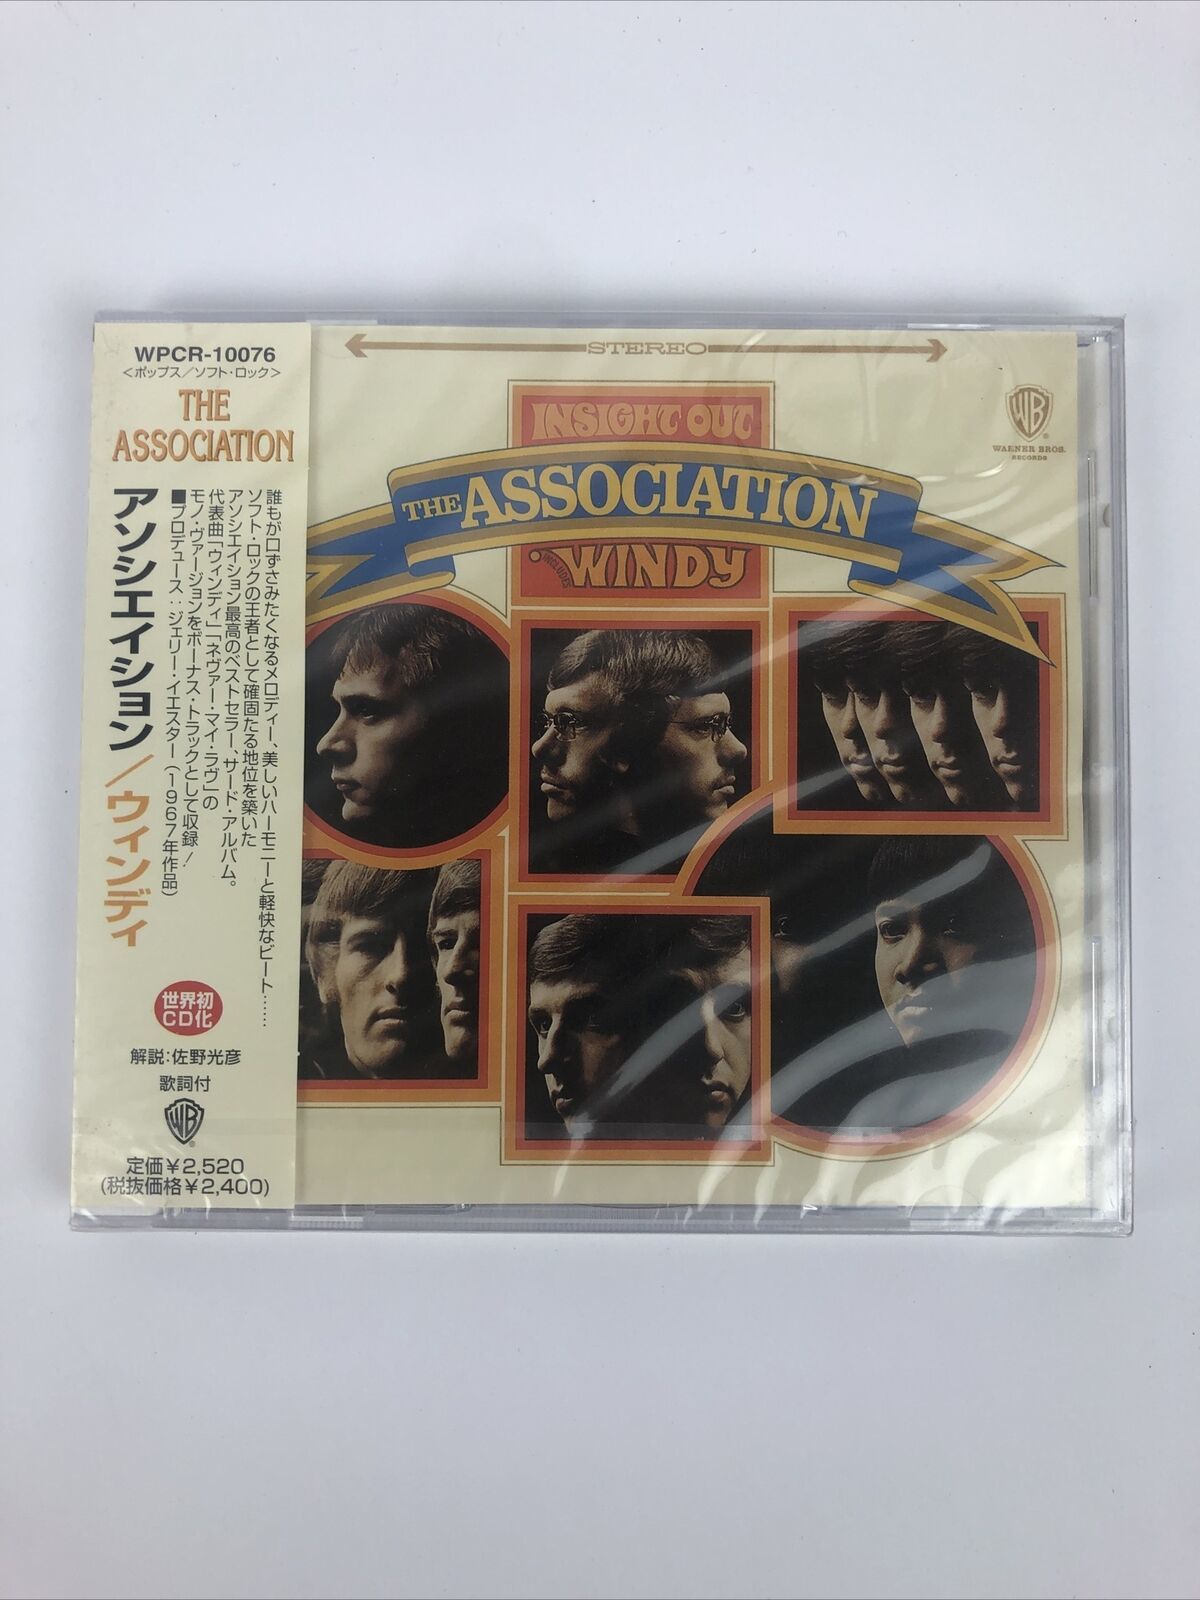 WPCR-10076
<ポップス/ソフト・ロック>
THE
ASSOCIATION
アソシエイション/ウィンディ
誰もが口ずさみたくなるメロディー、美しいハーモニーと軽快なビート……
ソフト・ロックの王者として確固たる地位を築いた
アソシエイション最高のベストセラー、サード・アルバム。
代表曲「ウィンディ」「ネヴァー・マイ・ラヴ」の
モノ・ヴァージョンをボーナス・トラックとして収録!
■プロデュース:ジェリー・イエスター(1967年作品)
世界初
CD化
解説:佐野光彦
歌詞付
WB
定価¥2,520
(税抜価格¥2,400)
STEREO
INSIGHT OUT
THE ASSOCIATION
INCLUDES WINDY
WB
WARNER BROS.
RECORDS